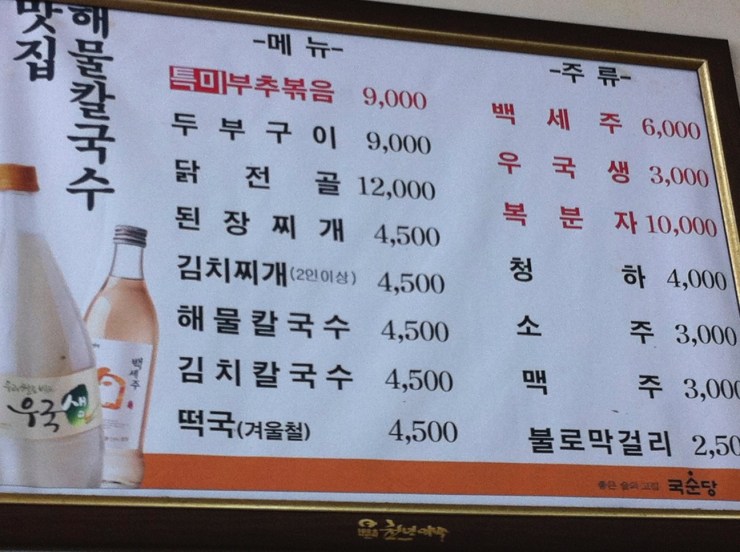 해물칼국수
맛집
-메 뉴-
특미부추볶음 9,000
두부구이 9,000
닭전골 12,000
된장찌개 4,500
김치찌개(2인이상) 4,500
해물칼국수 4,500
김치칼국수 4,500
떡국(겨울철) 4,500
-주 류-
백세주 6,000
우국생 3,000
복분자 10,000
청하 4,000
소주 3,000
맥주 3,000
불로막걸리 2,50
우국생
백세주
국순당